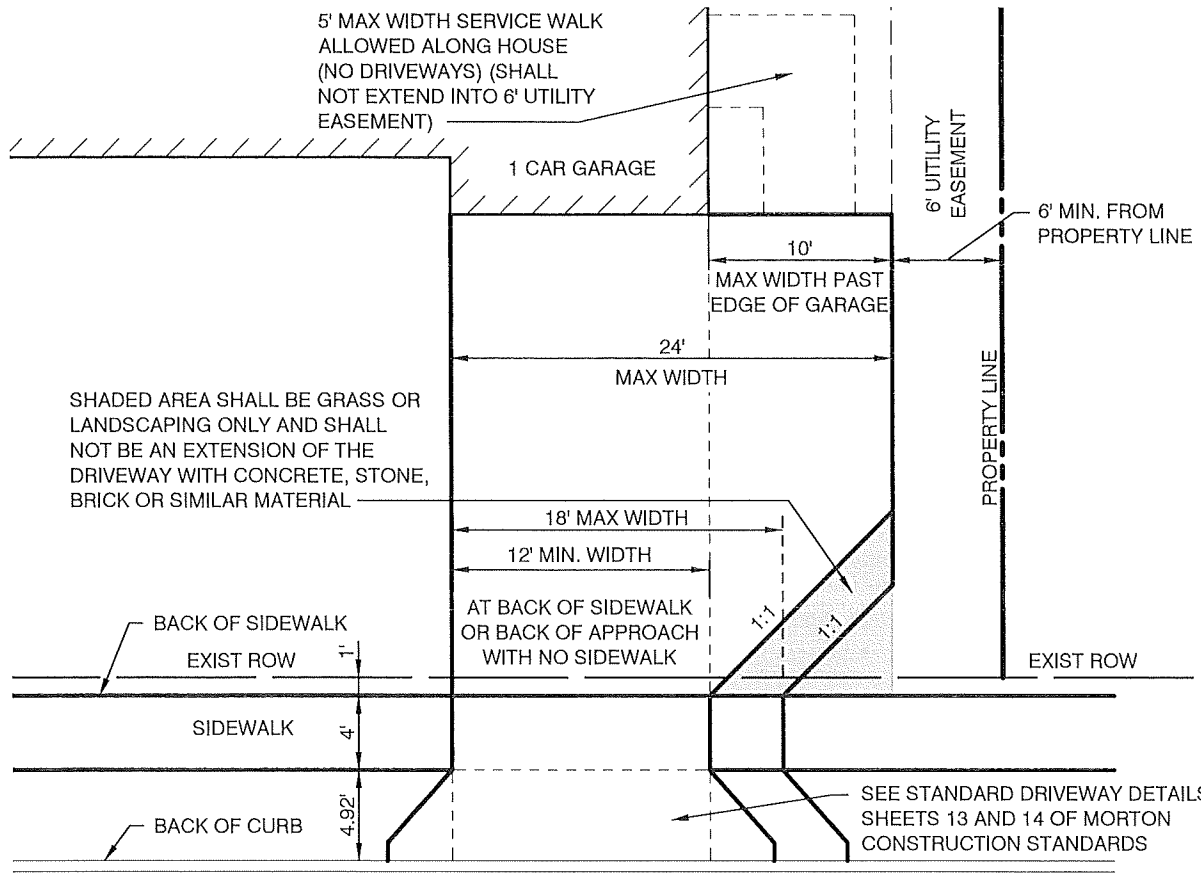 5' MAX WIDTH SERVICE WALK
ALLOWED ALONG HOUSE
(NO DRIVEWAYS) (SHALL
NOT EXTEND INTO 6' UTILITY
EASEMENT)
1 CAR GARAGE
6' UITILITY
EASEMENT
6' MIN. FROM
PROPERTY LINE
10'
MAX WIDTH PAST
EDGE OF GARAGE
24'
MAX WIDTH
PROPERTY LINE
SHADED AREA SHALL BE GRASS OR
LANDSCAPING ONLY AND SHALL
NOT BE AN EXTENSION OF THE
DRIVEWAY WITH CONCRETE, STONE,
BRICK OR SIMILAR MATERIAL
18' MAX WIDTH
12' MIN. WIDTH
AT BACK OF SIDEWALK
OR BACK OF APPROACH
WITH NO SIDEWALK
1:1
1:1
BACK OF SIDEWALK
EXIST ROW
1'
EXIST ROW
SIDEWALK
4'
4.92'
BACK OF CURB
SEE STANDARD DRIVEWAY DETAILS
SHEETS 13 AND 14 OF MORTON
CONSTRUCTION STANDARDS